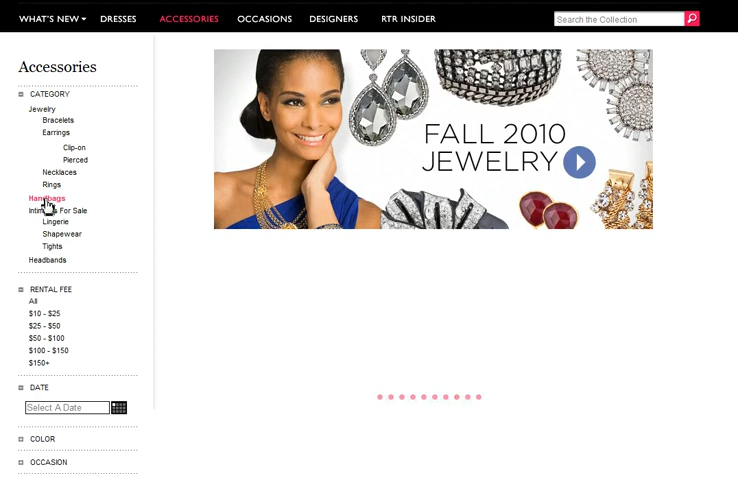 WHAT'S NEW DRESSES ACCESSORIES OCCASIONS DESIGNERS RTR INSIDER Search the Collection
Accessories
CATEGORY
Jewelry
Bracelets
Earrings
Clip-on
Pierced
Necklaces
Rings
Handbags
For Sale
Lingerie
Shapewear
Tights
Headbands
RENTAL FEE
All
$10 - $25
$25 - $50
$50 - $100
$100 - $150
$150+
DATE
Select A Date
COLOR
OCCASION
FALL 2010
JEWELRY